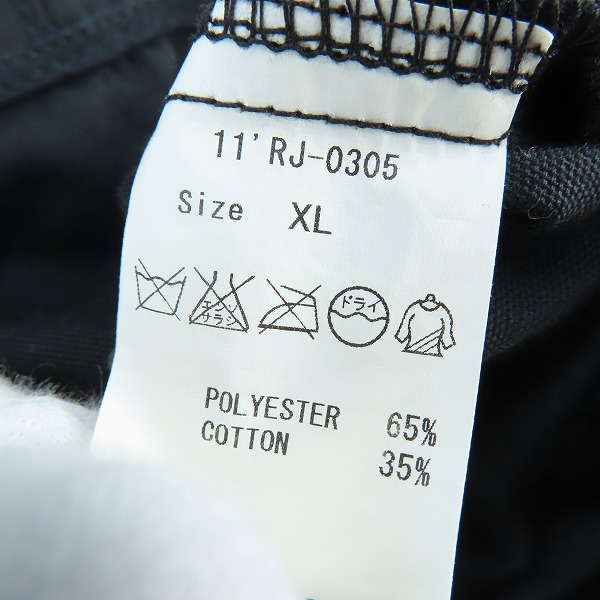 11' RJ-0305
Size XL
エンソ サラシ ドライ
POLYESTER 65%
COTTON 35%